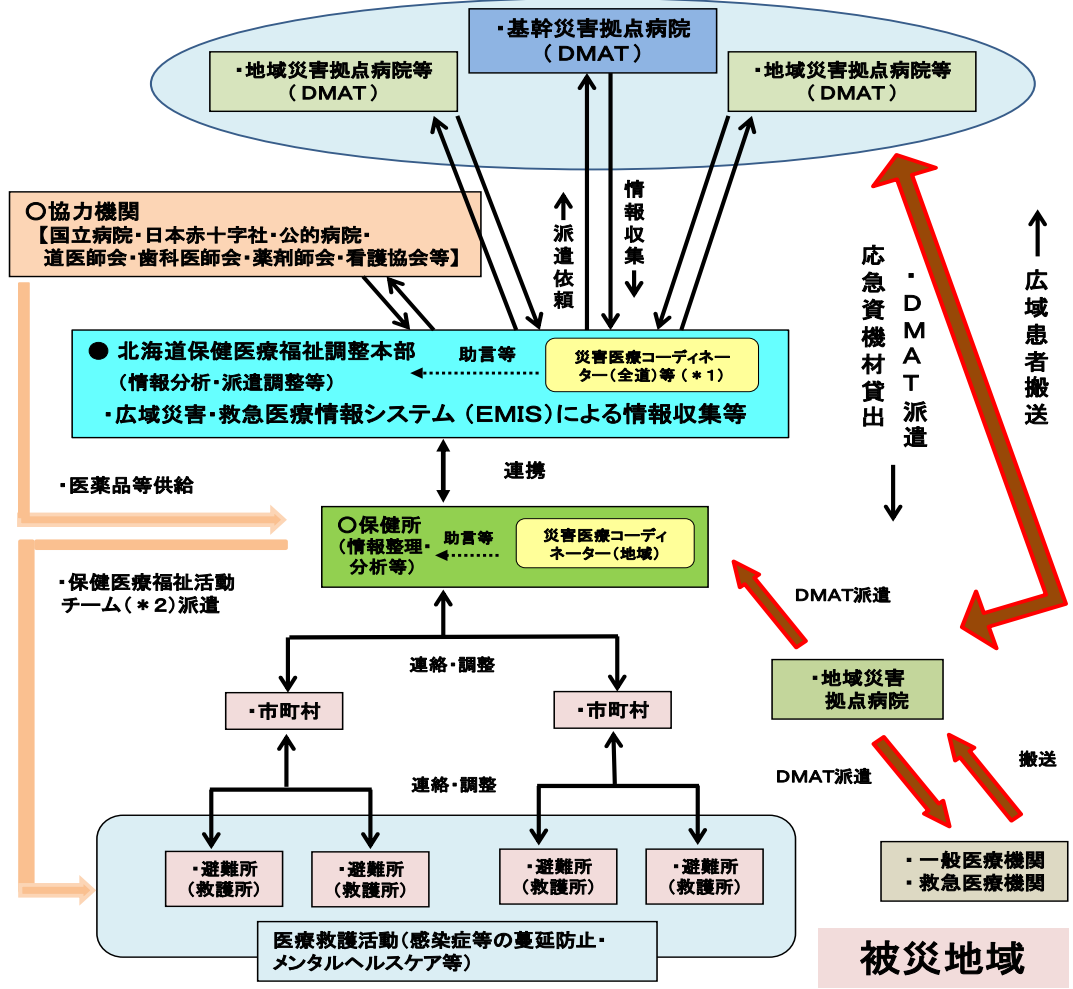 ・基幹災害拠点病院
（DMAT）
・地域災害拠点病院等
（DMAT）
・地域災害拠点病院等
（DMAT）
〇協力機関
【国立病院・日本赤十字社・公的病院・
道医師会・歯科医師会・薬剤師会・看護協会等】
↑派遣依頼
情報収集↓
・DMAT派遣
応急資機材貸出
↑広域患者搬送
● 北海道保健医療福祉調整本部
（情報分析・派遣調整等）
助言等
災害医療コーディネー
ター（全道）等（＊１）
・広域災害・救急医療情報システム（EMIS）による情報収集等
連携
・医薬品等供給
〇保健所
（情報整理・
分析等）
助言等
災害医療コーディ
ネーター（地域）
・保健医療福祉活動
チーム（＊２）派遣
DMAT派遣
連絡・調整
・地域災害
拠点病院
・市町村
・市町村
DMAT派遣
搬送
連絡・調整
・避難所
（救護所）
・避難所
（救護所）
・避難所
（救護所）
・避難所
（救護所）
・一般医療機関
・救急医療機関
医療救護活動（感染症等の蔓延防止・
メンタルヘルスケア等）
被災地域